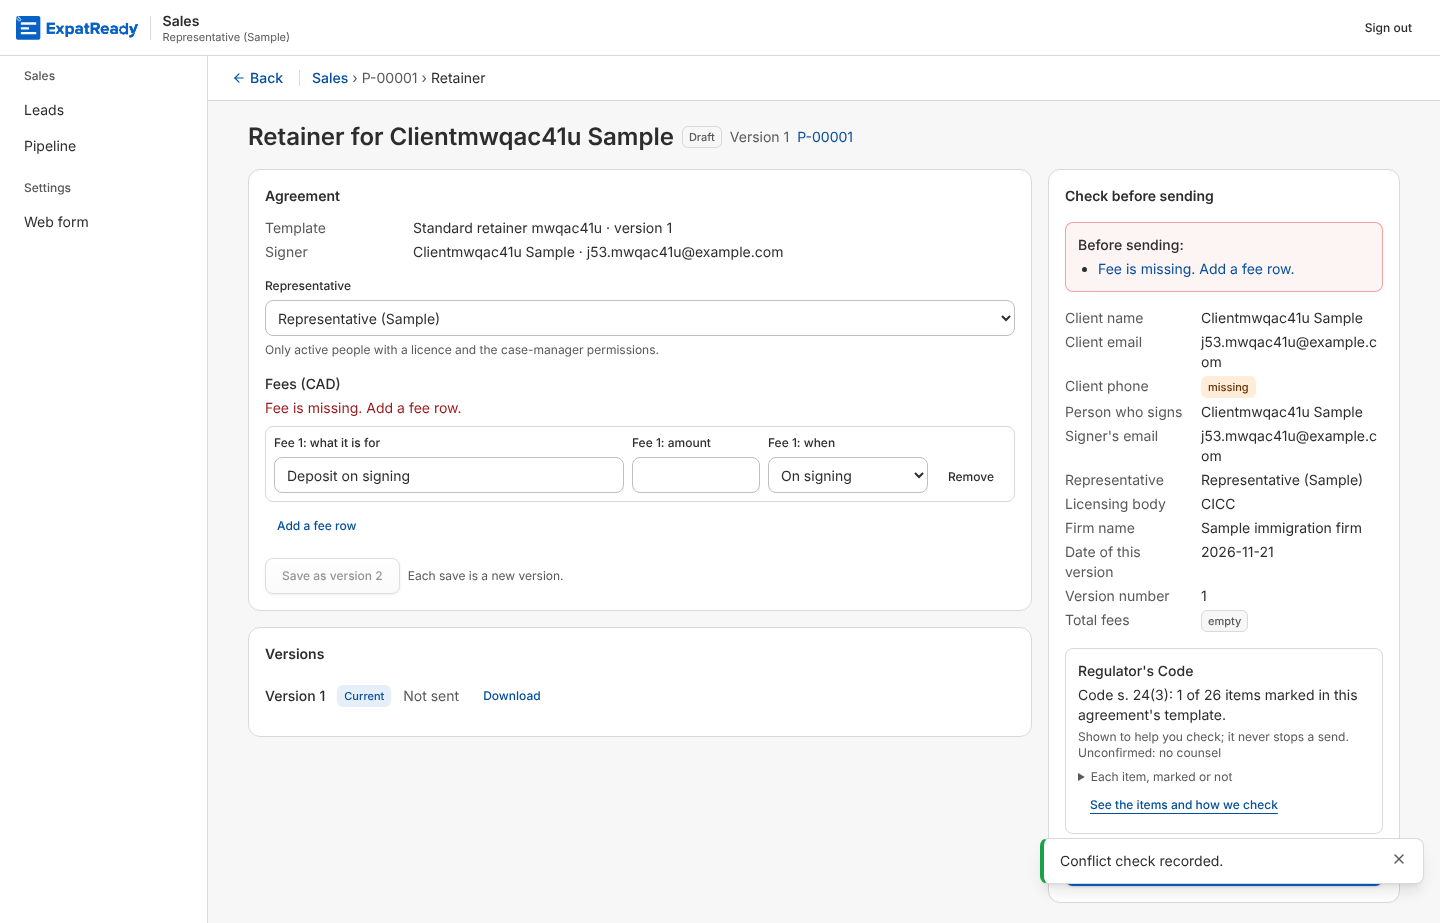 ExpatReady
Sales
Representative (Sample)
Sign out
Sales
Leads
Pipeline
Settings
Web form
← Back
Sales › P-00001 › Retainer
Retainer for Clientmwqac41u Sample
Draft
Version 1
P-00001
Agreement
Template
Standard retainer mwqac41u · version 1
Signer
Clientmwqac41u Sample · j53.mwqac41u@example.com
Representative
Representative (Sample)
Only active people with a licence and the case-manager permissions.
Fees (CAD)
Fee is missing. Add a fee row.
Fee 1: what it is for
Fee 1: amount
Fee 1: when
Deposit on signing
On signing
Remove
Add a fee row
Save as version 2
Each save is a new version.
Versions
Version 1
Current
Not sent
Download
Check before sending
Before sending:
• Fee is missing. Add a fee row.
Client name
Clientmwqac41u Sample
Client email
j53.mwqac41u@example.c
om
Client phone
missing
Person who signs
Clientmwqac41u Sample
Signer's email
j53.mwqac41u@example.c
om
Representative
Representative (Sample)
Licensing body
CICC
Firm name
Sample immigration firm
Date of this
version
2026-11-21
Version number
1
Total fees
empty
Regulator's Code
Code s. 24(3): 1 of 26 items marked in this
agreement's template.
Shown to help you check; it never stops a send.
Unconfirmed: no counsel
Each item, marked or not
See the items and how we check
Conflict check recorded.